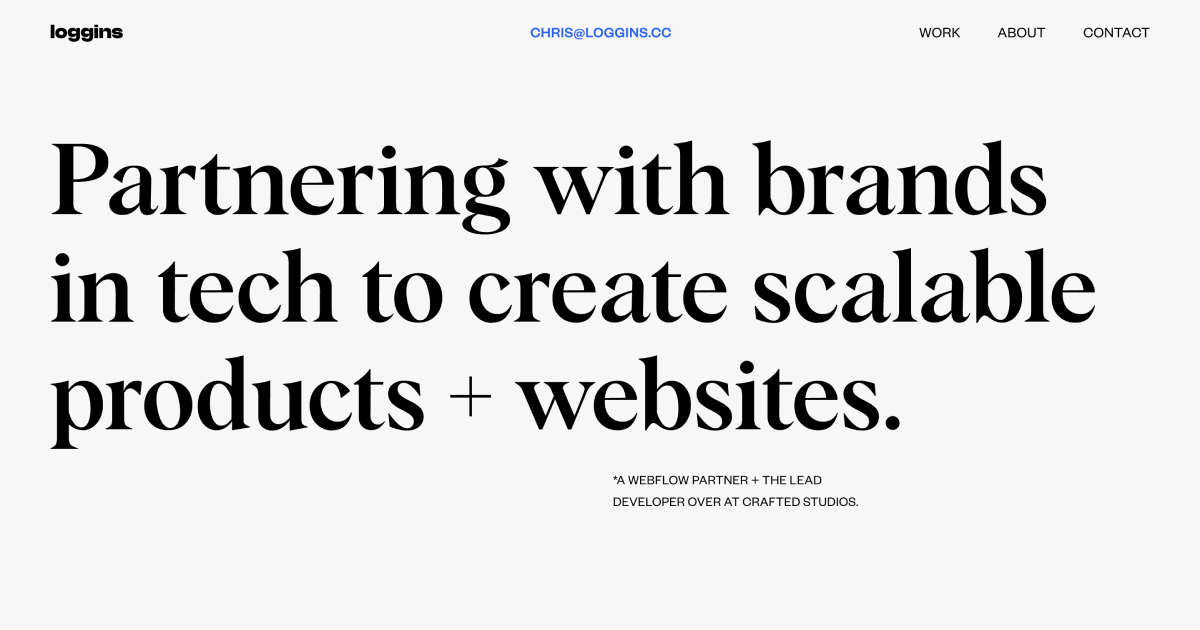 loggins
CHRIS@LOGGINS.CC
WORK
ABOUT
CONTACT
Partnering with brands
in tech to create scalable
products + websites.
*A WEBFLOW PARTNER + THE LEAD
DEVELOPER OVER AT CRAFTED STUDIOS.